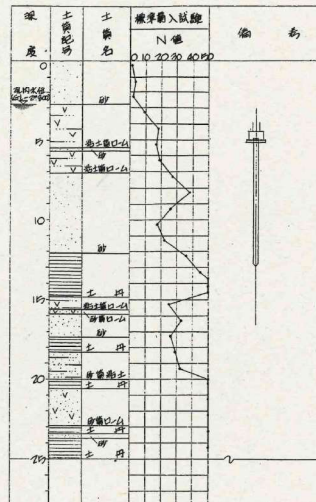 深度
土質記号
土質名
標準貫入試験
N 値
0 10 20 30 40 50
備考
0
砂
5
粘土質ローム
砂
粘土質ローム
10
砂
土丹
15
粘土質ローム
砂質ローム
砂
土丹
砂質粘土
20
土丹
砂質ローム
土丹
砂
土丹
25